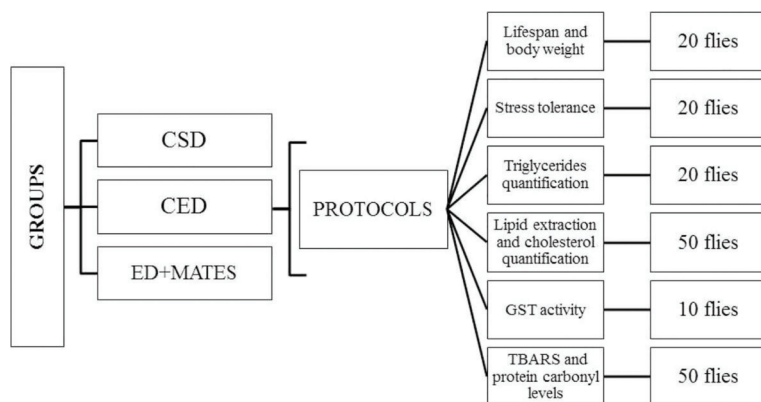 GROUPS
CSD
CED
ED+MATES
PROTOCOLS
Lifespan and
body weight
20 flies
Stress tolerance
20 flies
Triglycerides
quantification
20 flies
Lipid extraction
and cholesterol
quantification
50 flies
GST activity
10 flies
TBARS and
protein carbonyl
levels
50 flies